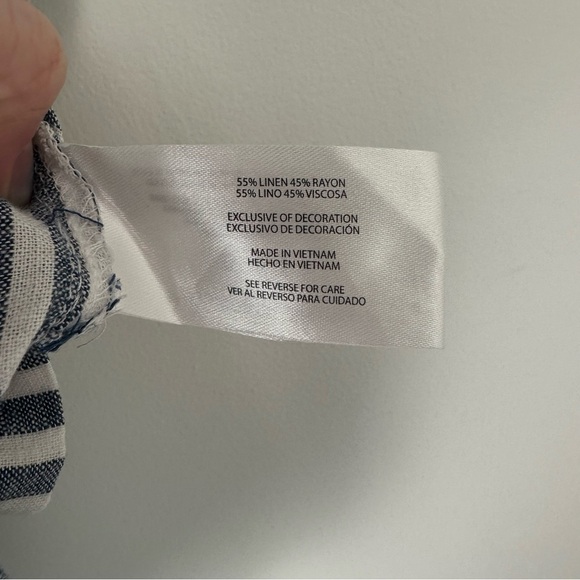 55% LINEN 45% RAYON
55% LINO 45% VISCOSA
EXCLUSIVE OF DECORATION
EXCLUSIVO DE DECORACIÓN
MADE IN VIETNAM
HECHO EN VIETNAM
SEE REVERSE FOR CARE
VER AL REVERSO PARA CUIDADO